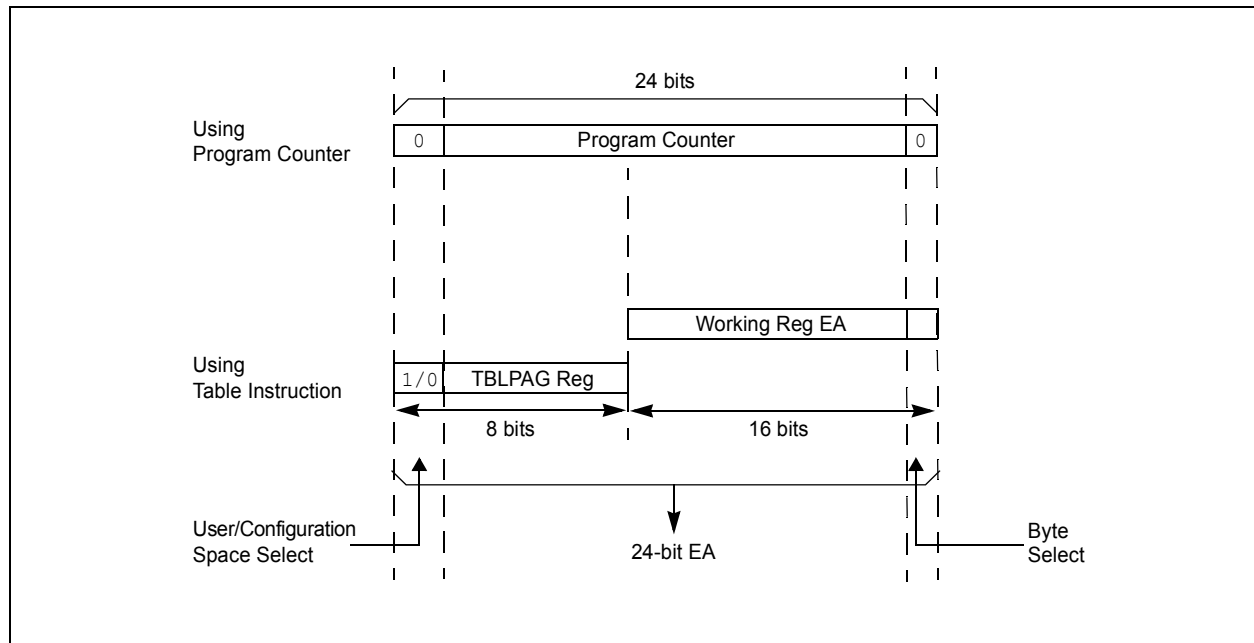 24 bits
Using
Program Counter
0
Program Counter
0
Working Reg EA
Using
Table Instruction
1/0
TBLPAG Reg
8 bits
16 bits
User/Configuration
Space Select
24-bit EA
Byte
Select